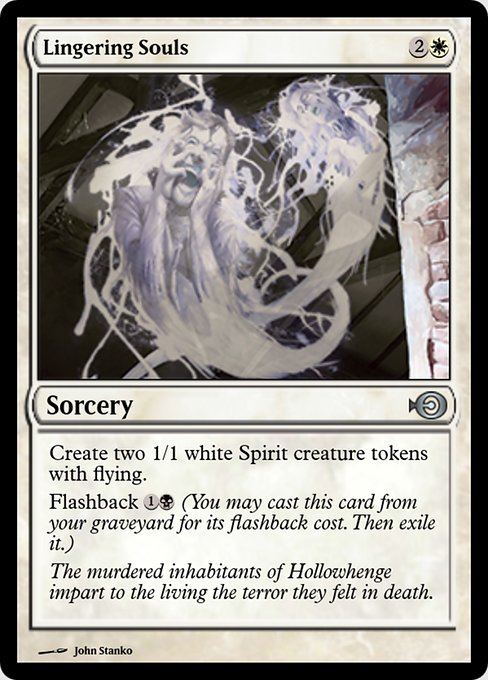 Lingering Souls 2
Sorcery
Create two 1/1 white Spirit creature tokens
with flying.
Flashback 1 (You may cast this card from
your graveyard for its flashback cost. Then exile
it.)
The murdered inhabitants of Hollowhenge
impart to the living the terror they felt in death.
John Stanko